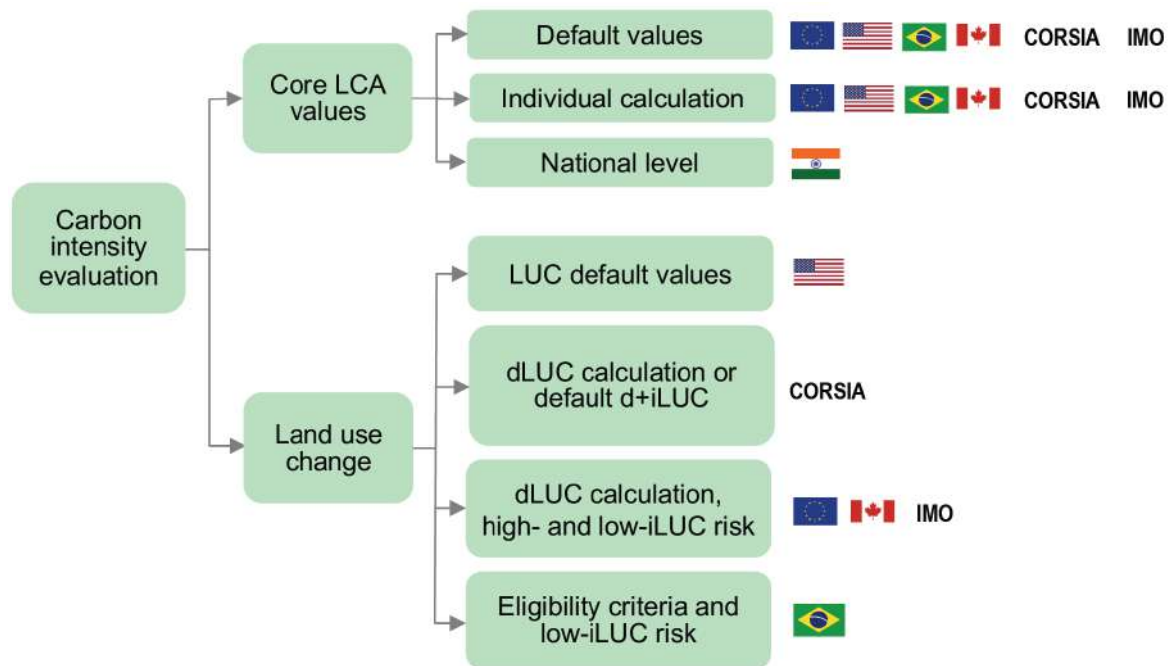 Carbon
intensity
evaluation
Core LCA
values
Default values
CORSIA IMO
Individual calculation
CORSIA IMO
National level
Land use
change
LUC default values
dLUC calculation or
default d+iLUC
CORSIA
dLUC calculation,
high- and low-iLUC risk
IMO
Eligibility criteria and
low-iLUC risk